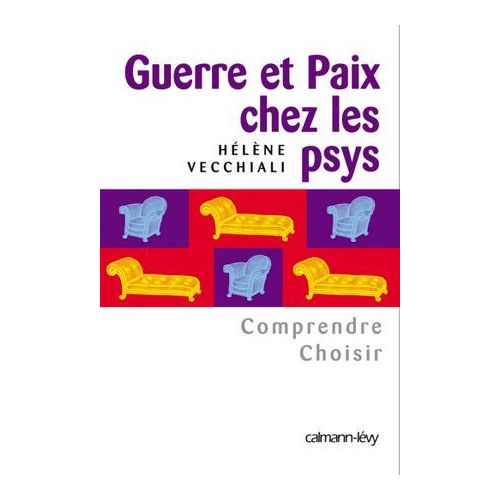 Guerre et Paix
chez les
psys
HÉLÈNE
VECCHIALI
Comprendre
Choisir
calmann-lévy